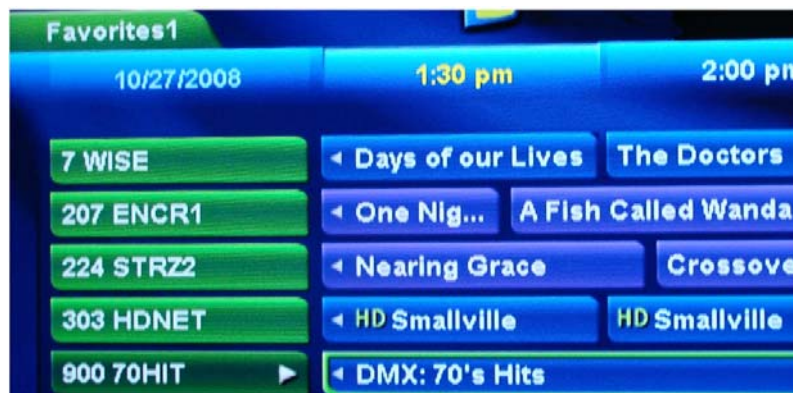 Favorites1
10/27/2008 1:30 pm 2:00 pm
7 WISE Days of our Lives The Doctors
207 ENCR1 One Nig... A Fish Called Wanda
224 STRZ2 Nearing Grace Crossove
303 HDNET HD Smallville HD Smallville
900 70HIT DMX: 70's Hits